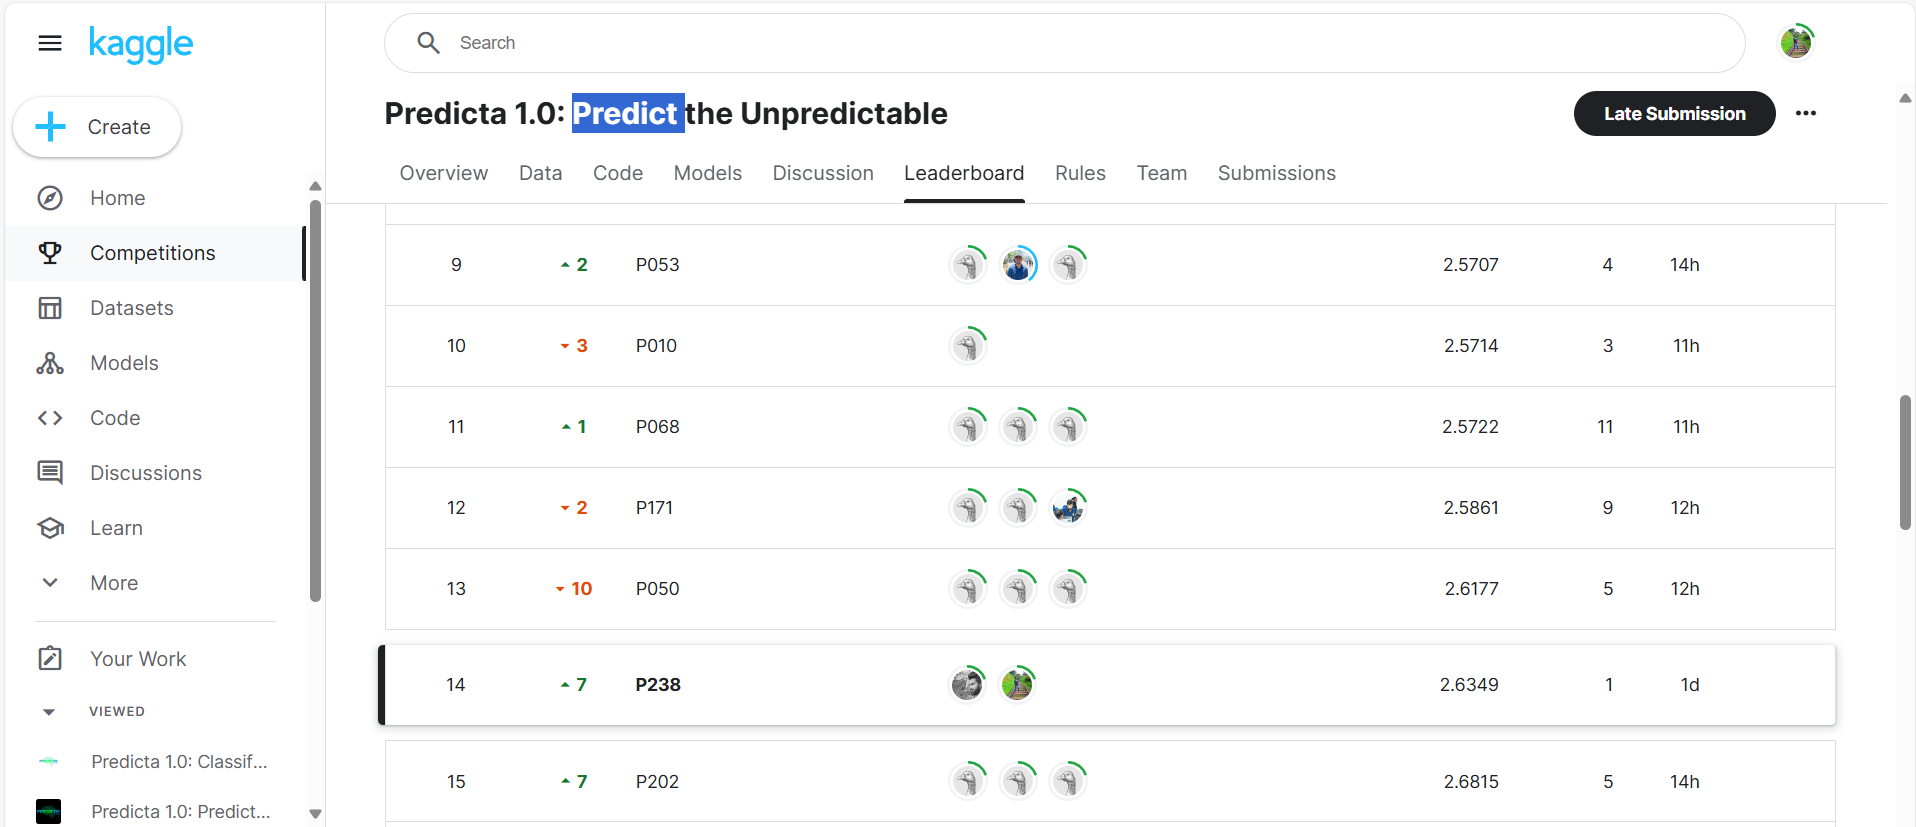 kaggle
Search
Create
Predicta 1.0: Predict the Unpredictable
Late Submission
Overview Data Code Models Discussion Leaderboard Rules Team Submissions
Home
Competitions
Datasets
Models
Code
Discussions
Learn
More
Your Work
VIEWED
Predicta 1.0: Classif...
Predicta 1.0: Predict...
9 2 P053 2.5707 4 14h
10 3 P010 2.5714 3 11h
11 1 P068 2.5722 11 11h
12 2 P171 2.5861 9 12h
13 10 P050 2.6177 5 12h
14 7 P238 2.6349 1 1d
15 7 P202 2.6815 5 14h